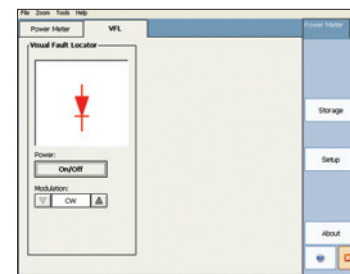 File Zoom Tools Help
Power Meter VFL
Power Meter
Visual Fault Locator
Storage
Power:
On/Off
Setup
Modulation:
CW
About